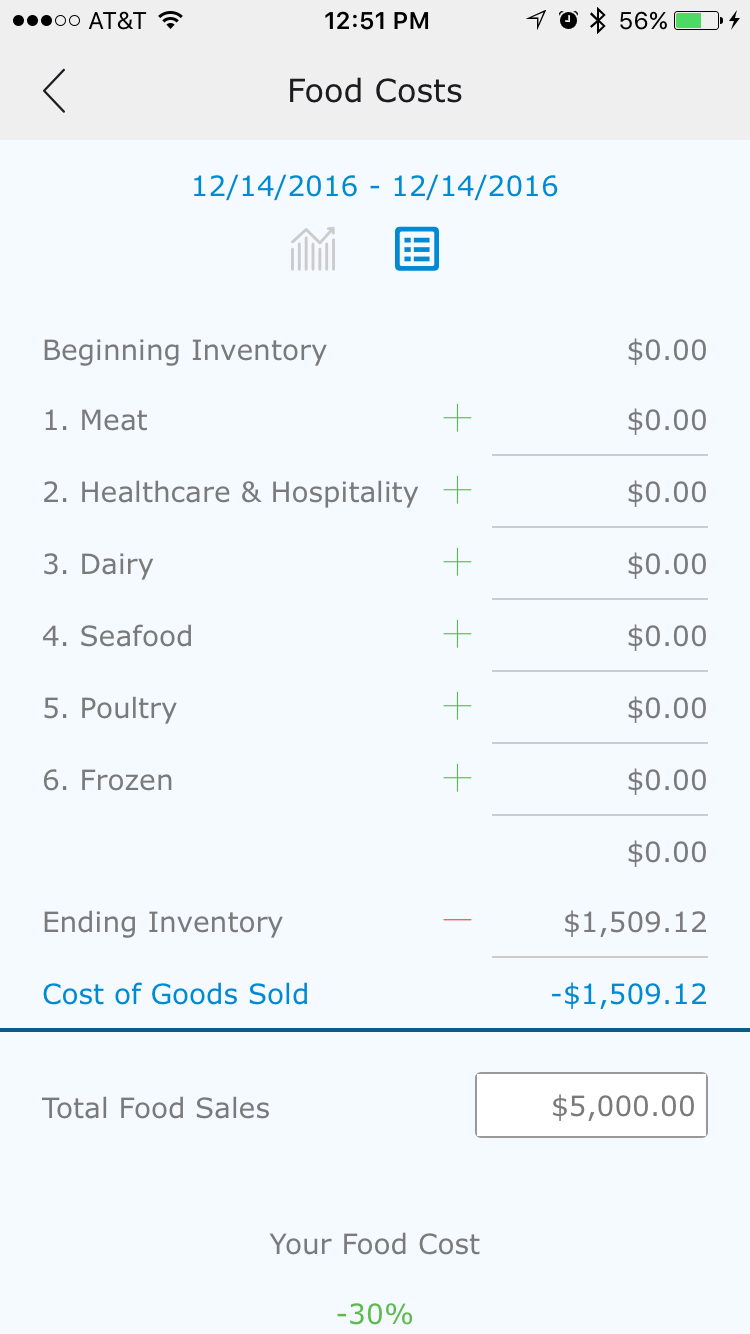 AT&T 12:51 PM 56%
Food Costs
12/14/2016 - 12/14/2016
Beginning Inventory $0.00
1. Meat + $0.00
2. Healthcare & Hospitality + $0.00
3. Dairy + $0.00
4. Seafood + $0.00
5. Poultry + $0.00
6. Frozen + $0.00
$0.00
Ending Inventory — $1,509.12
Cost of Goods Sold -$1,509.12
Total Food Sales $5,000.00
Your Food Cost
-30%